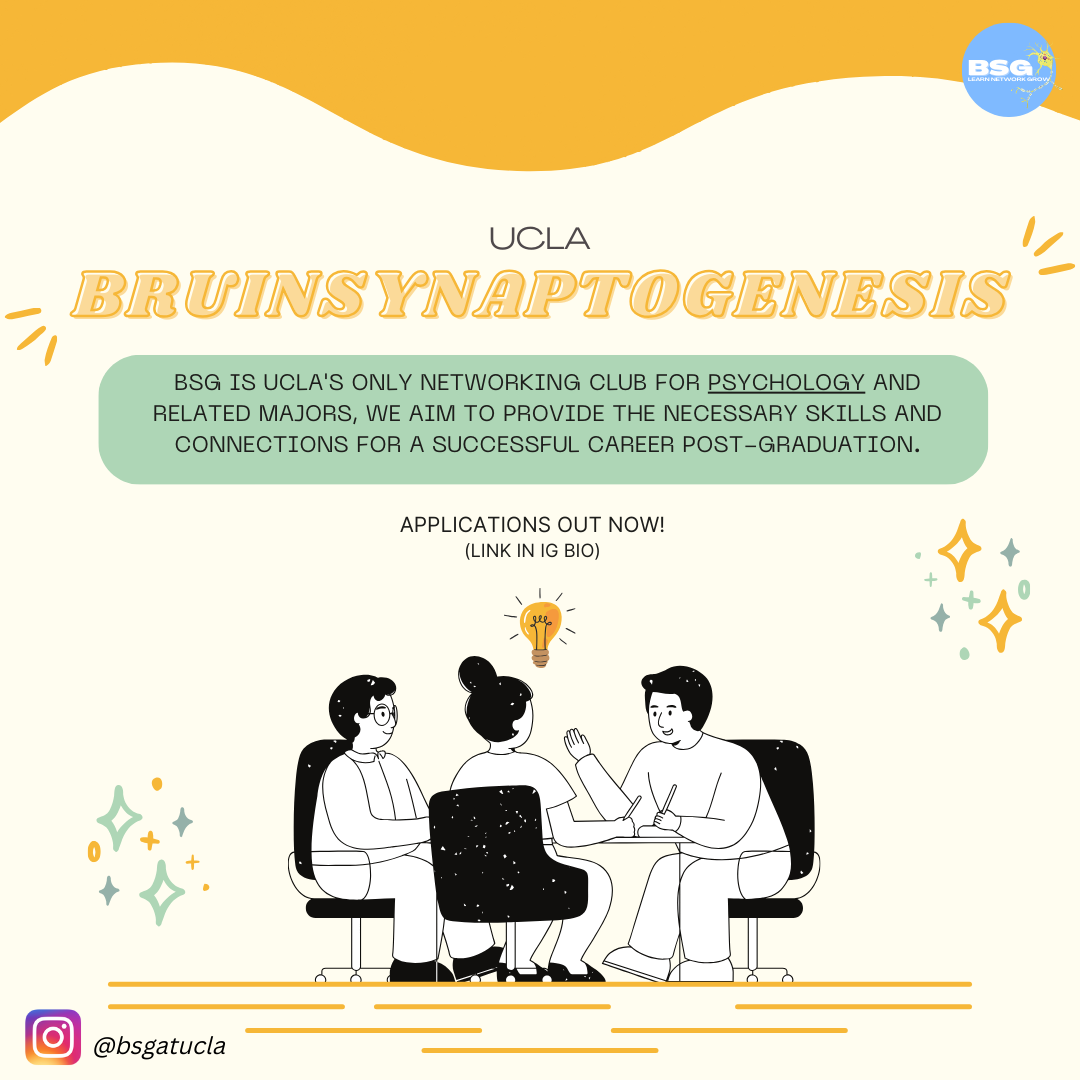 BSG
LEARN NETWORK GROW
UCLA
BRUINSYNAPTOGENESIS
BSG IS UCLA'S ONLY NETWORKING CLUB FOR PSYCHOLOGY AND
RELATED MAJORS, WE AIM TO PROVIDE THE NECESSARY SKILLS AND
CONNECTIONS FOR A SUCCESSFUL CAREER POST-GRADUATION.
APPLICATIONS OUT NOW!
(LINK IN IG BIO)
@bsgatucla